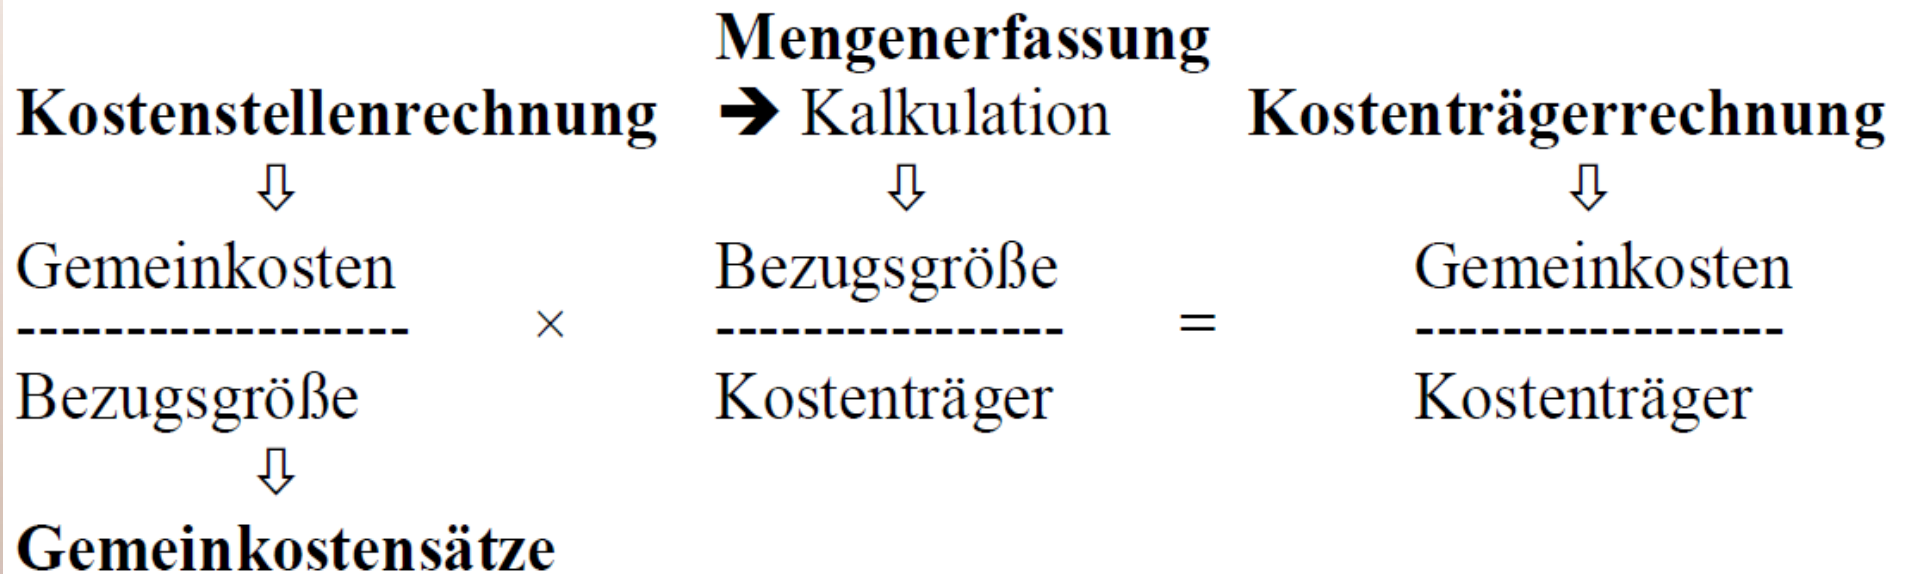 Mengenerfassung
Kostenstellenrechnung ➔ Kalkulation Kostenträgerrechnung
⇩ ⇩ ⇩
Gemeinkosten Bezugsgröße Gemeinkosten
------------------ × ---------------- = -----------------
Bezugsgröße Kostenträger Kostenträger
⇩
Gemeinkostensätze